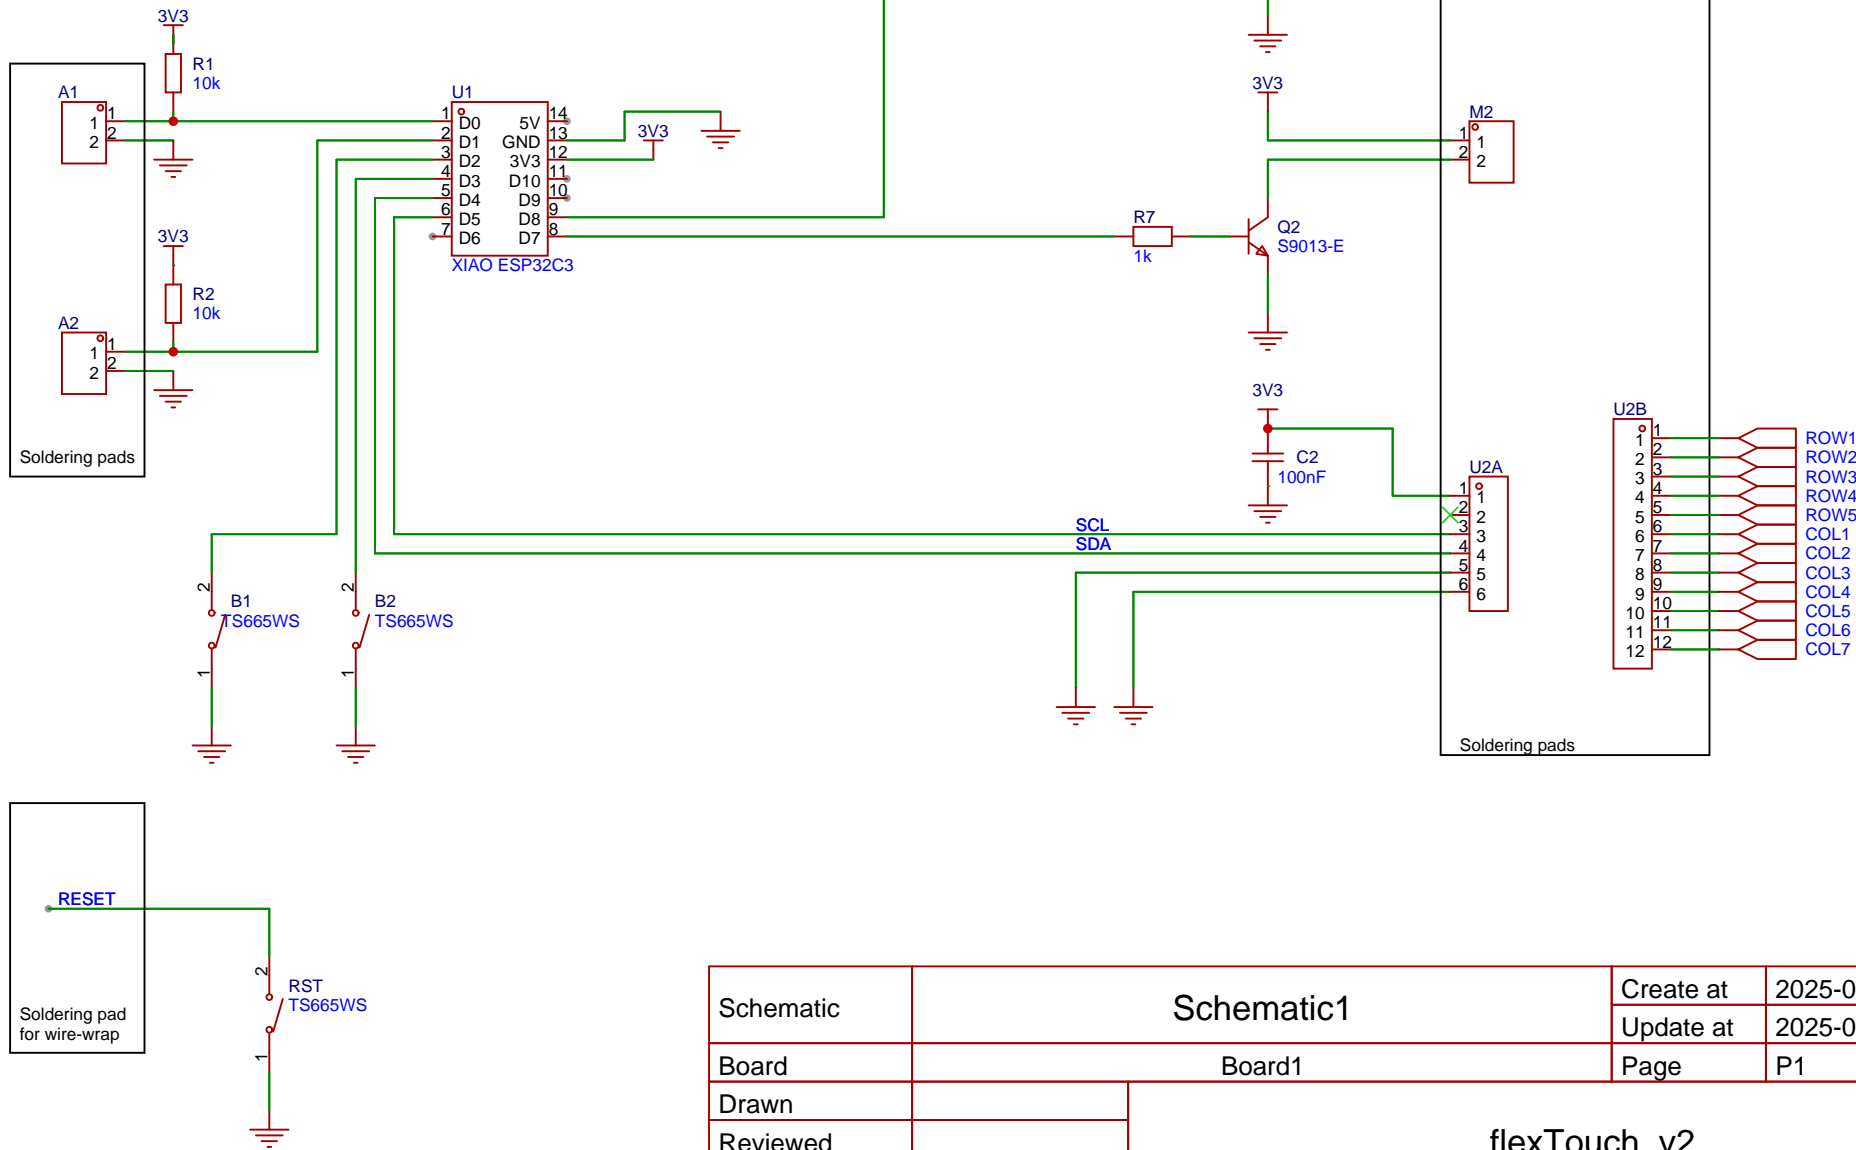 3V3
R1
10k
A1
1
1
2
2
3V3
R2
10k
A2
1
1
2
2
Soldering pads
U1
1
D0
2
D1
3
D2
4
D3
5
D4
6
D5
7
D6
5V
14
GND
13
3V3
12
D10
11
D9
10
D8
9
D7
8
XIAO ESP32C3
3V3
R7
1k
3V3
Q2
S9013-E
M2
1
1
2
2
3V3
C2
100nF
SCL
SDA
U2A
1
1
2
2
3
3
4
4
5
5
6
6
U2B
1
1
ROW1
2
2
ROW2
3
3
ROW3
4
4
ROW4
5
5
ROW5
6
6
COL1
7
7
COL2
8
8
COL3
9
9
COL4
10
10
COL5
11
11
COL6
12
12
COL7
Soldering pads
2
B1
TS665WS
1
2
B2
TS665WS
1
RESET
Soldering pad
for wire-wrap
2
RST
TS665WS
1
Schematic
Schematic1
Create at
2025-0
Update at
2025-0
Board
Board1
Page
P1
Drawn
Reviewed
flexTouch_v2